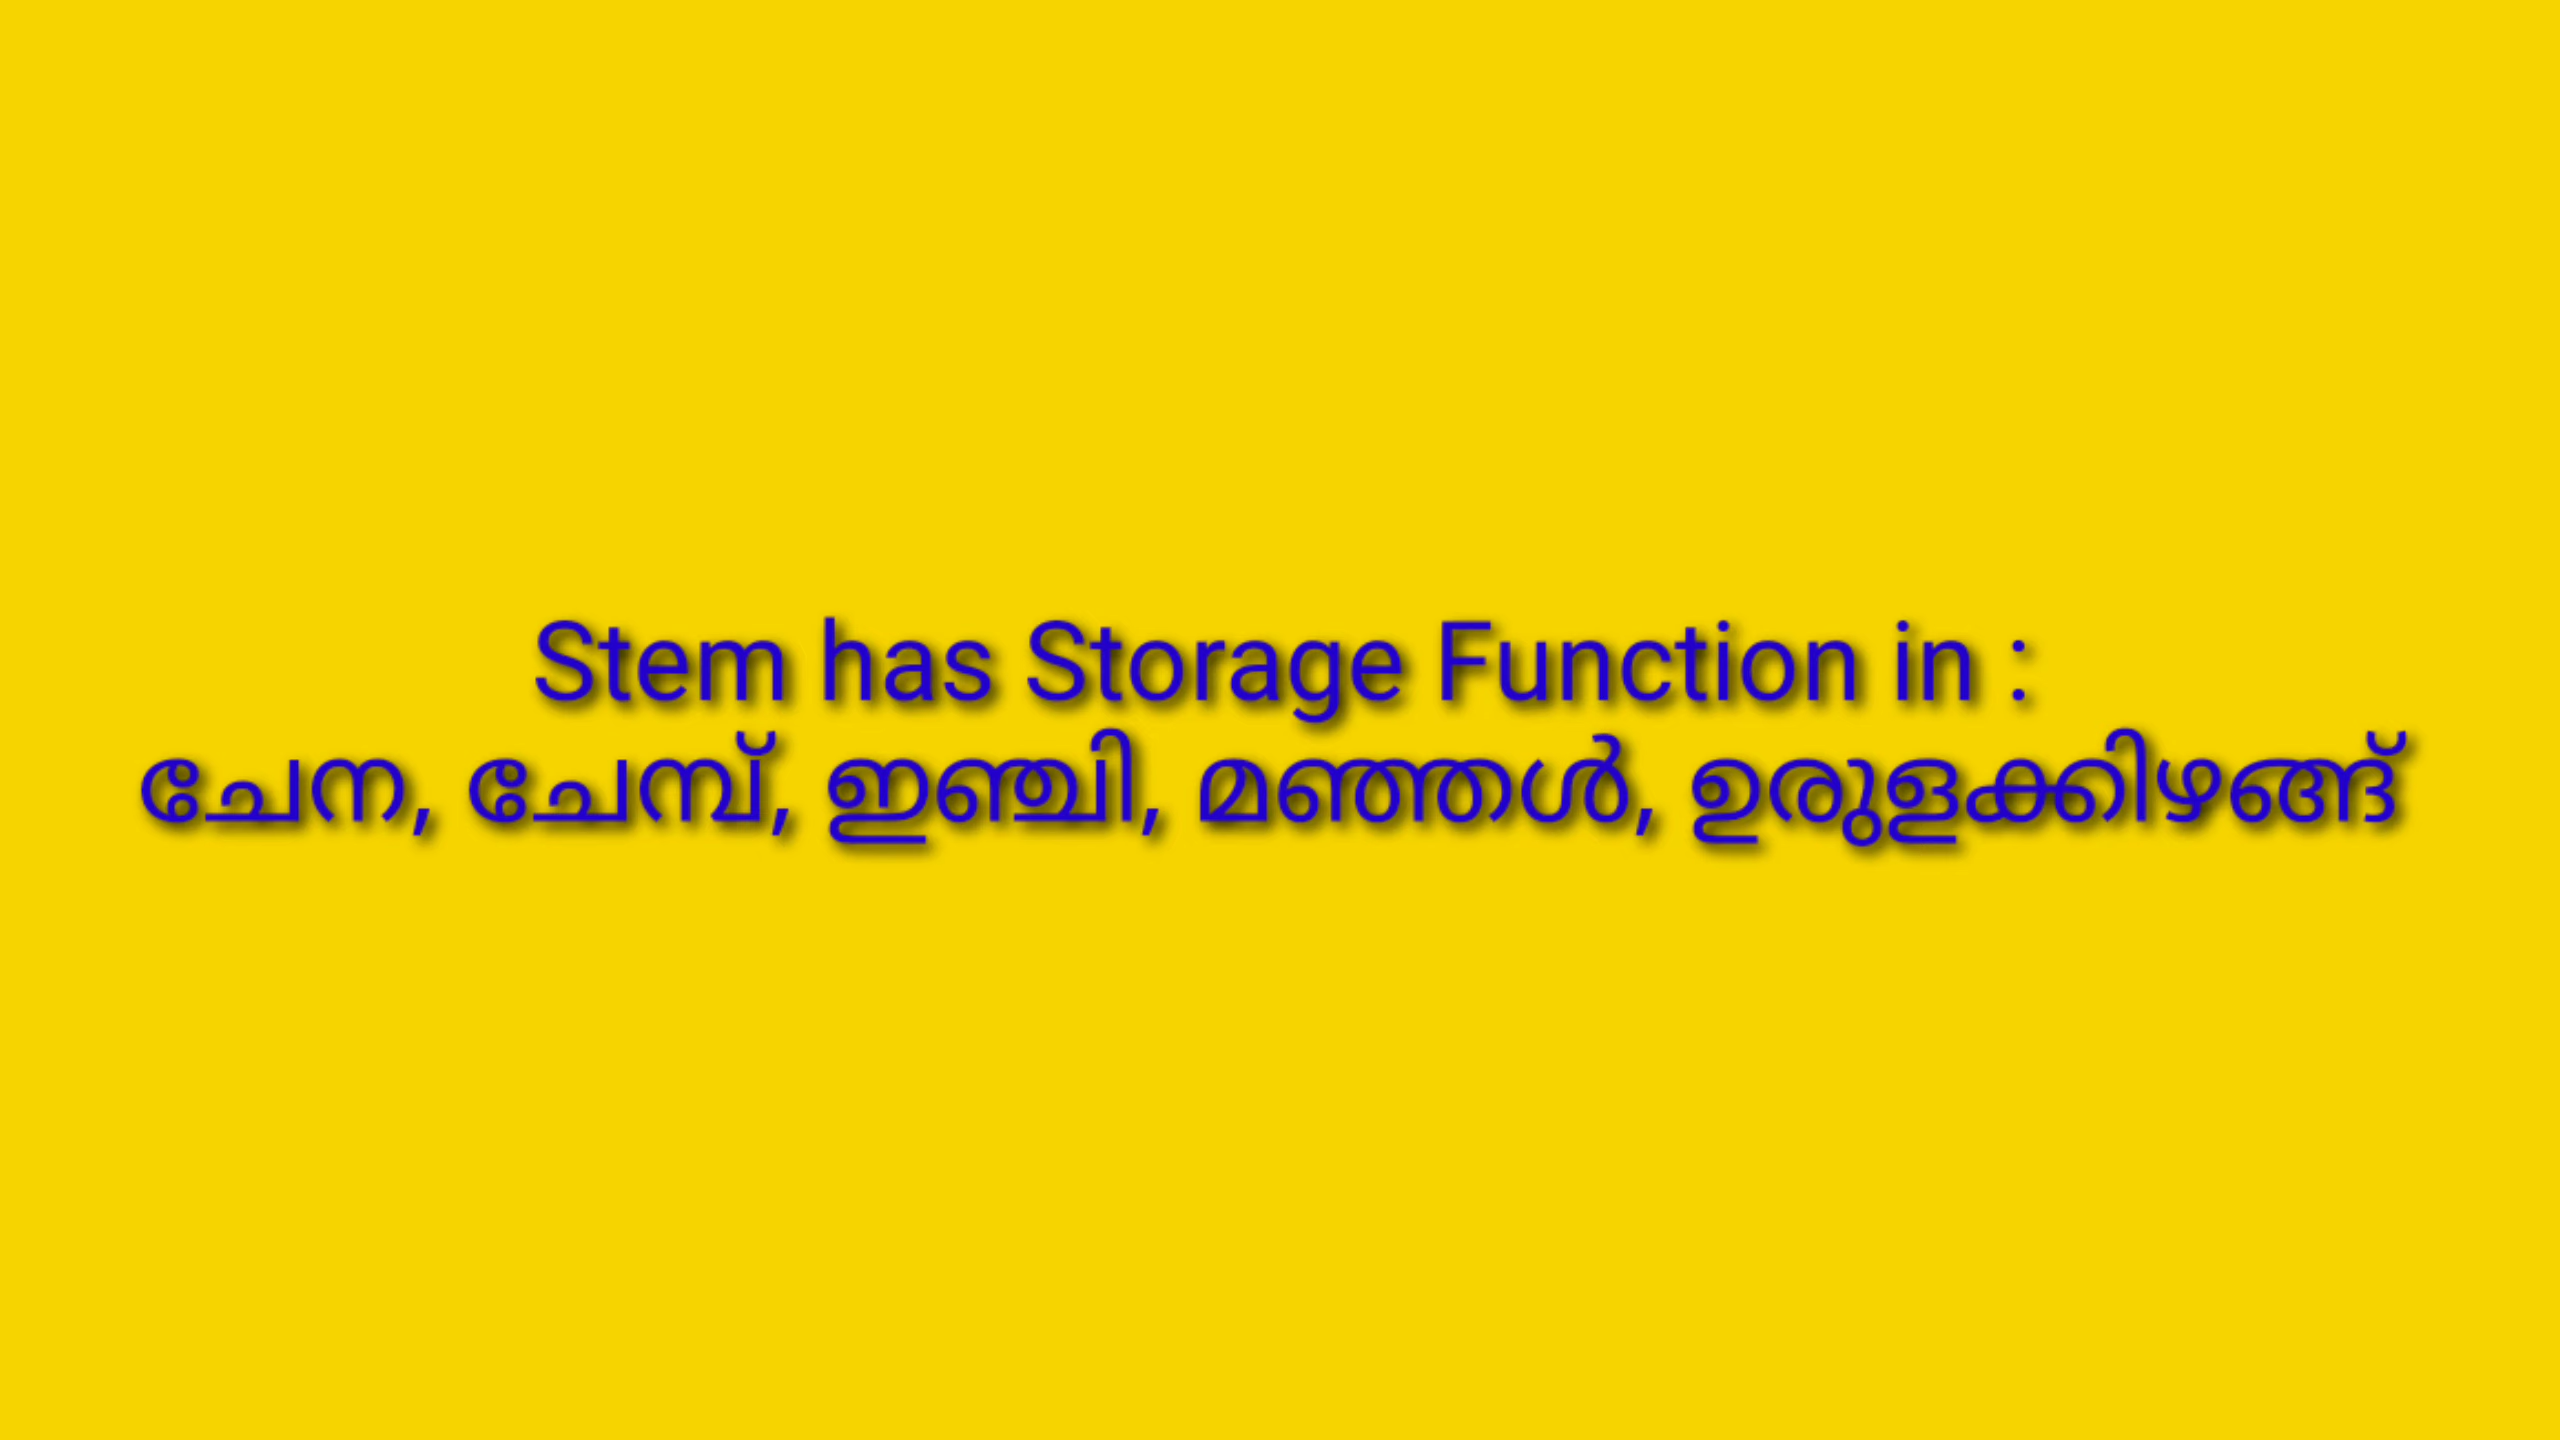 Stem has Storage Function in :
ചേന, ചേമ്പ്, ഇഞ്ചി, മഞ്ഞൾ, ഉരുളക്കിഴങ്ങ്